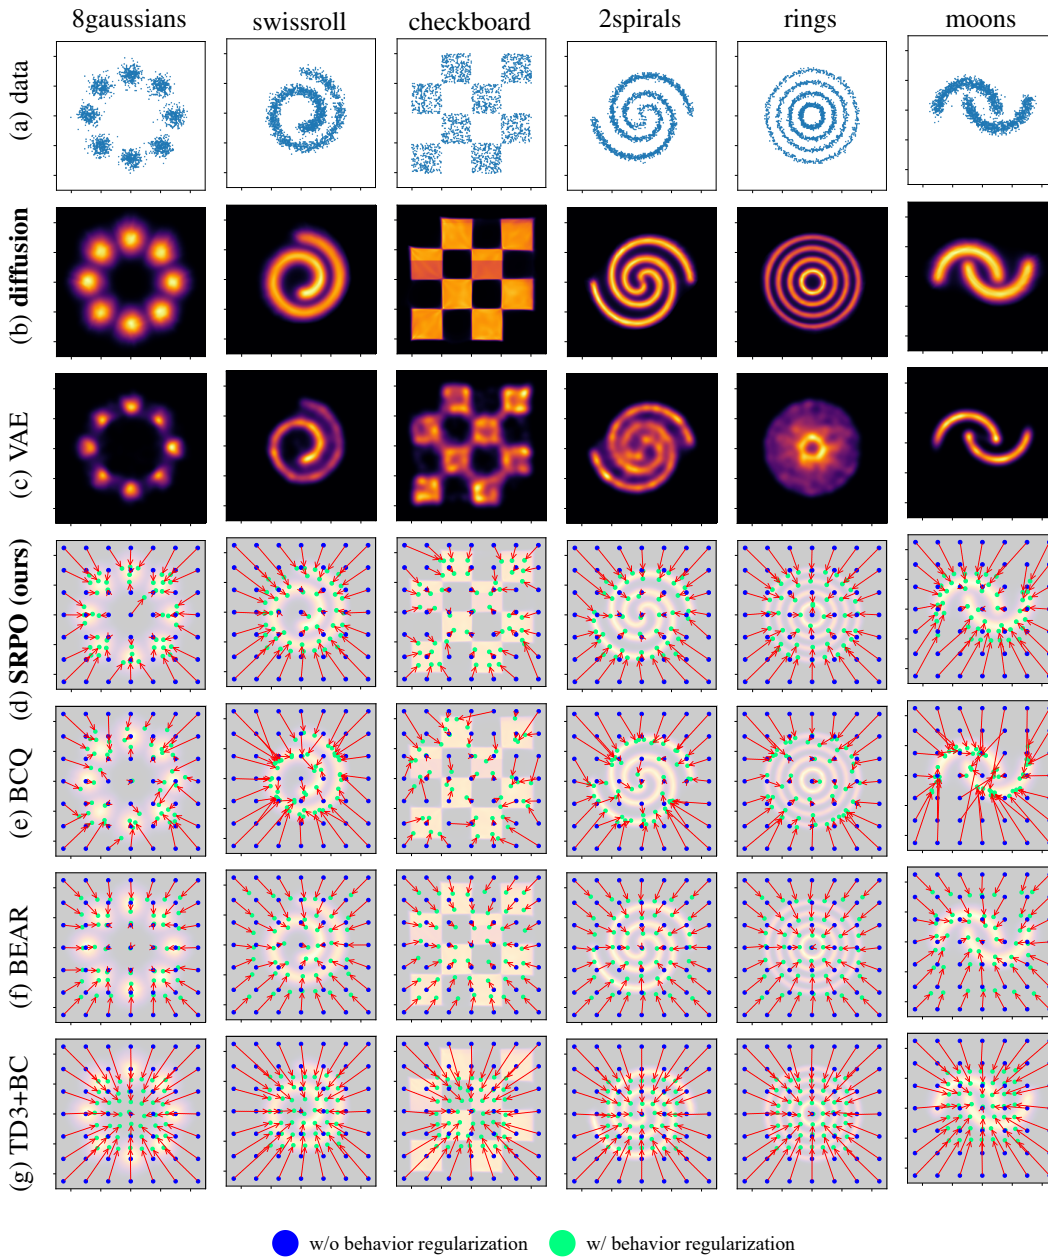 8gaussians swissroll checkboard 2spirals rings moons
(a) data
(b) diffusion
(c) VAE
(d) SRPO (ours)
(e) BCQ
(f) BEAR
(g) TD3+BC
w/o behavior regularization w/ behavior regularization